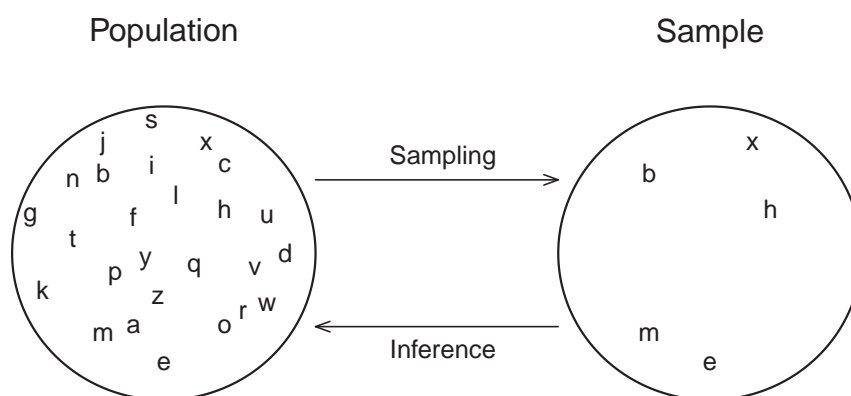 Population
Sample
s
j x
i c
n b
l
g f h u
t
y d
p q v
k
z
r w
m a o
e
Sampling
Inference
x
b
h
m
e